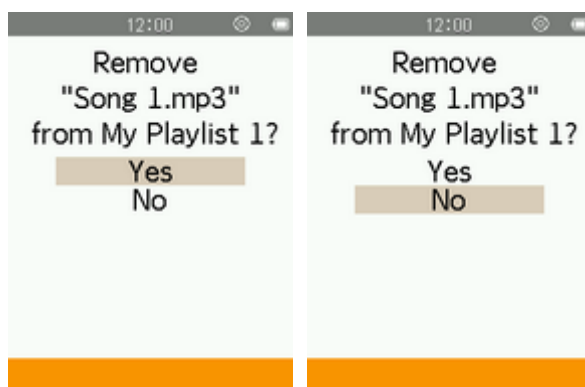 12:00
Remove
"Song 1.mp3"
from My Playlist 1?
Yes
No
12:00
Remove
"Song 1.mp3"
from My Playlist 1?
Yes
No